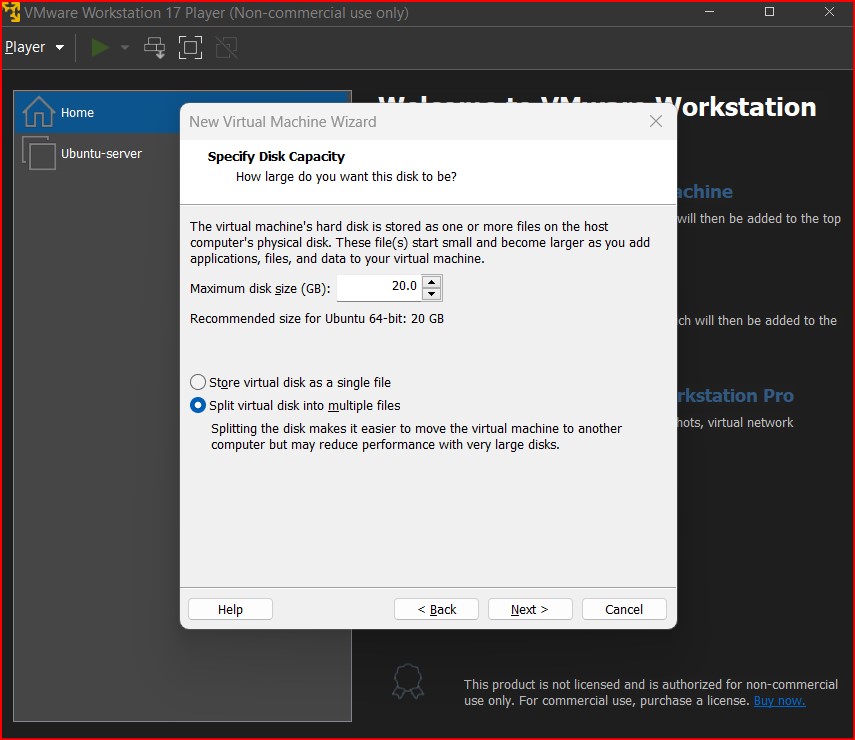 VMware Workstation 17 Player (Non-commercial use only)
Player
Home
Ubuntu-server
Workstation
New Virtual Machine Wizard
Specify Disk Capacity
How large do you want this disk to be?
The virtual machine's hard disk is stored as one or more files on the host
computer's physical disk. These file(s) start small and become larger as you add
applications, files, and data to your virtual machine.
Maximum disk size (GB): 20.0
Recommended size for Ubuntu 64-bit: 20 GB
Store virtual disk as a single file
Split virtual disk into multiple files
Splitting the disk makes it easier to move the virtual machine to another
computer but may reduce performance with very large disks.
Help
< Back
Next >
Cancel
achine
will then be added to the top
ch will then be added to the
rkstation Pro
hots, virtual network
This product is not licensed and is authorized for non-commercial
use only. For commercial use, purchase a license. Buy now.